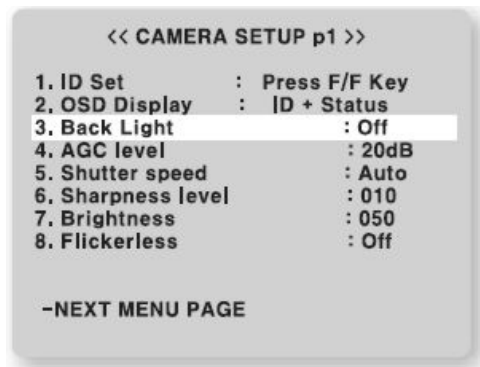 << CAMERA SETUP p1 >>
1. ID Set : Press F/F Key
2. OSD Display : ID + Status
3. Back Light : Off
4. AGC level : 20dB
5. Shutter speed : Auto
6. Sharpness level : 010
7. Brightness : 050
8. Flickerless : Off
-NEXT MENU PAGE